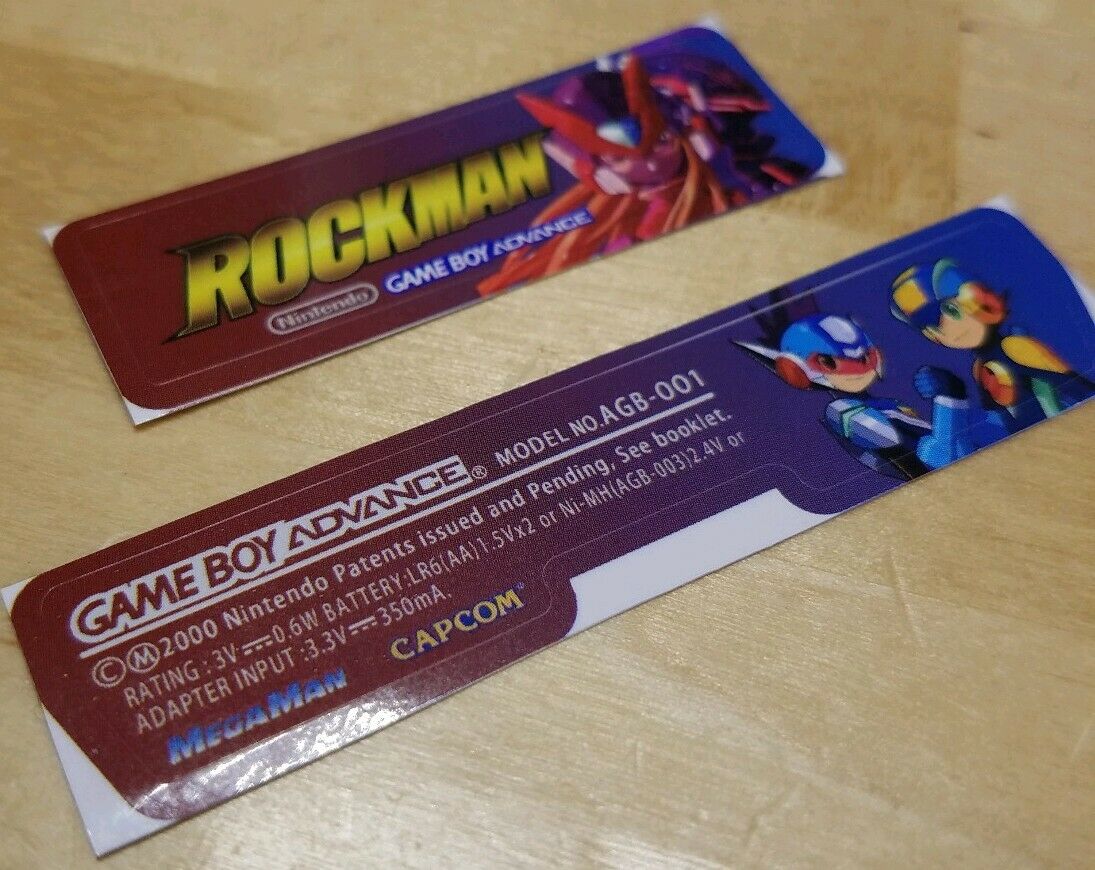 ROCKMAN
Nintendo GAME BOY ADVANCE
GAME BOY ADVANCE® MODEL NO.AGB-001
ⒸⓂ2000 Nintendo Patents issued and Pending, See booklet.
RATING : 3V⎓0.6W BATTERY:LR6(AA)1.5Vx2 or Ni-MH(AGB-003)2.4V or
ADAPTER INPUT :3.3V⎓350mA.
MEGAMAN CAPCOM